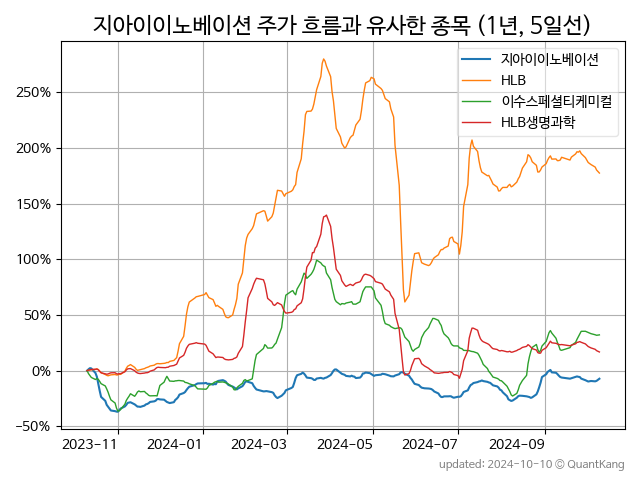 지아이이노베이션 주가 흐름과 유사한 종목 (1년, 5일선)
지아이이노베이션
HLB
이수스페셜티케미컬
HLB생명과학
250%
200%
150%
100%
50%
0%
−50%
2023-11 2024-01 2024-03 2024-05 2024-07 2024-09
updated: 2024-10-10 © QuantKang